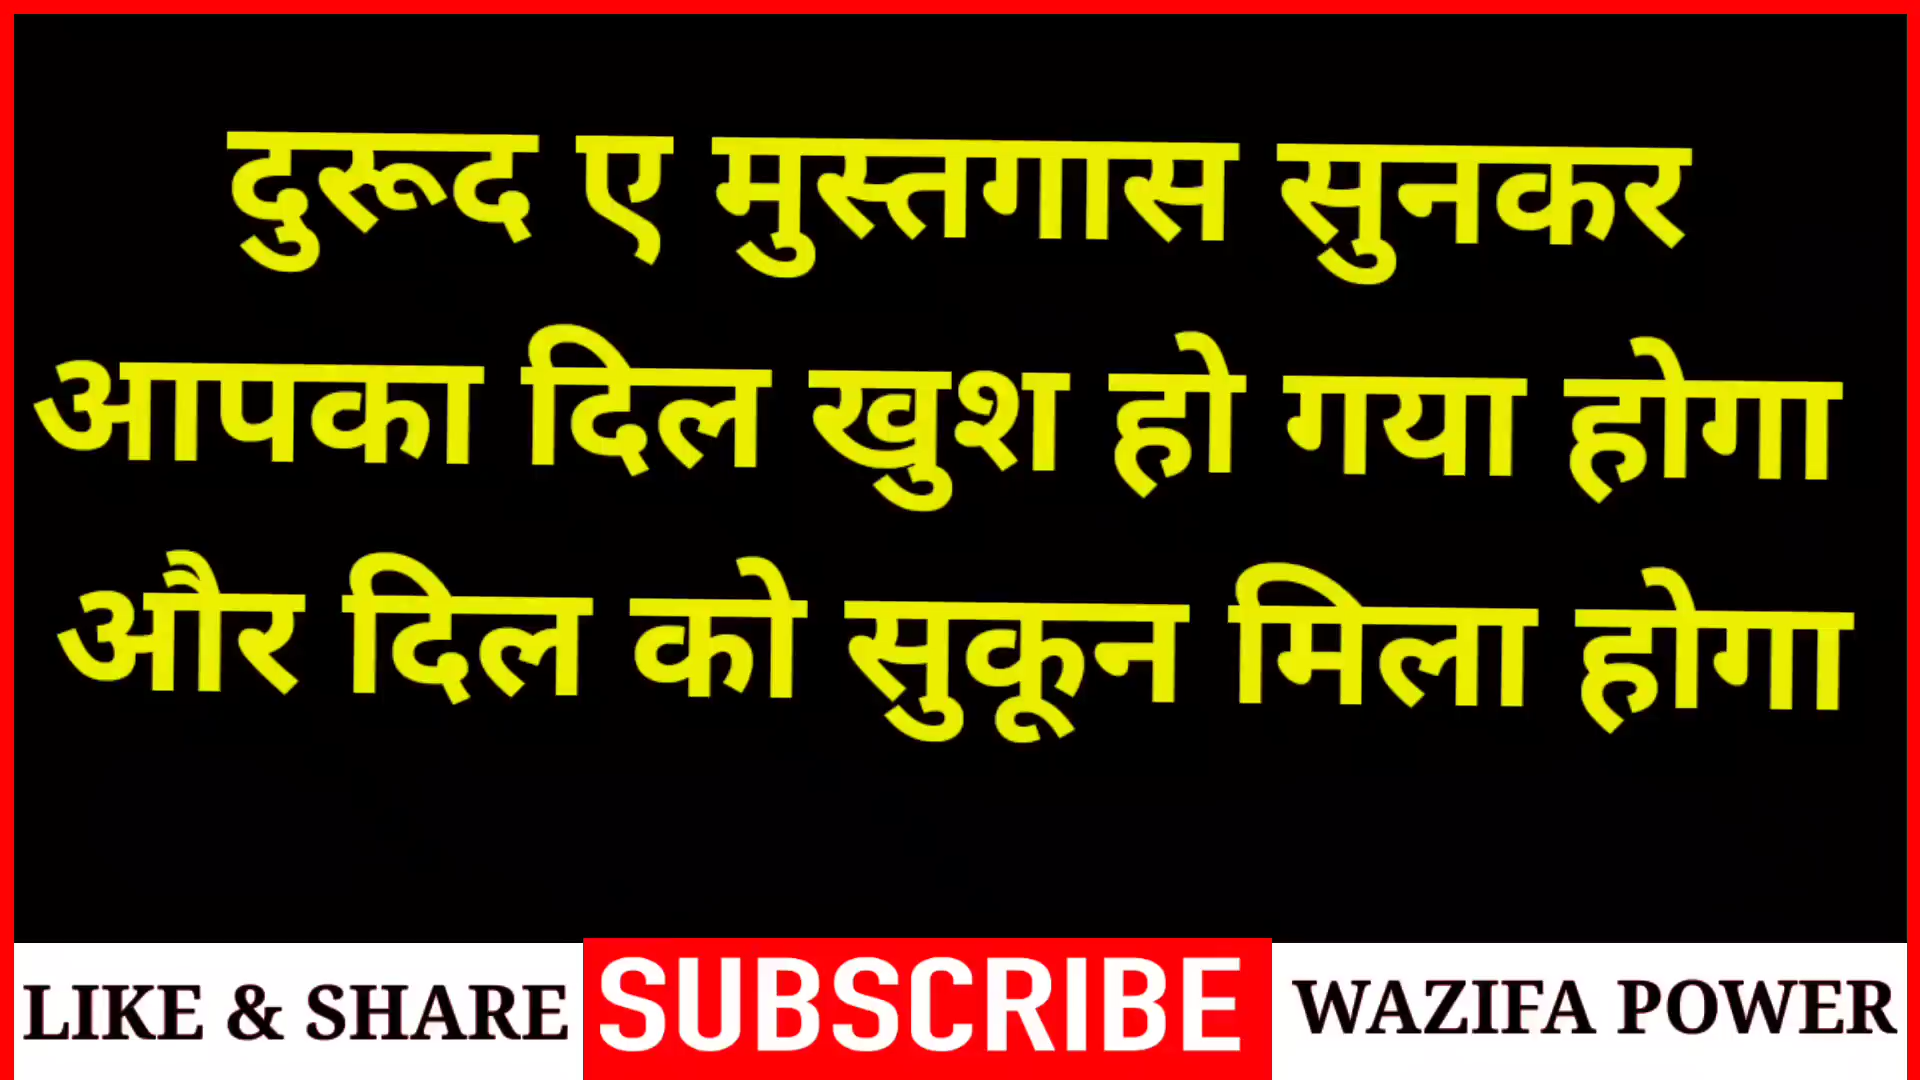 दुरूद ए मुस्तगास सुनकर
आपका दिल खुश हो गया होगा
और दिल को सुकून मिला होगा
LIKE & SHARE SUBSCRIBE WAZIFA POWER